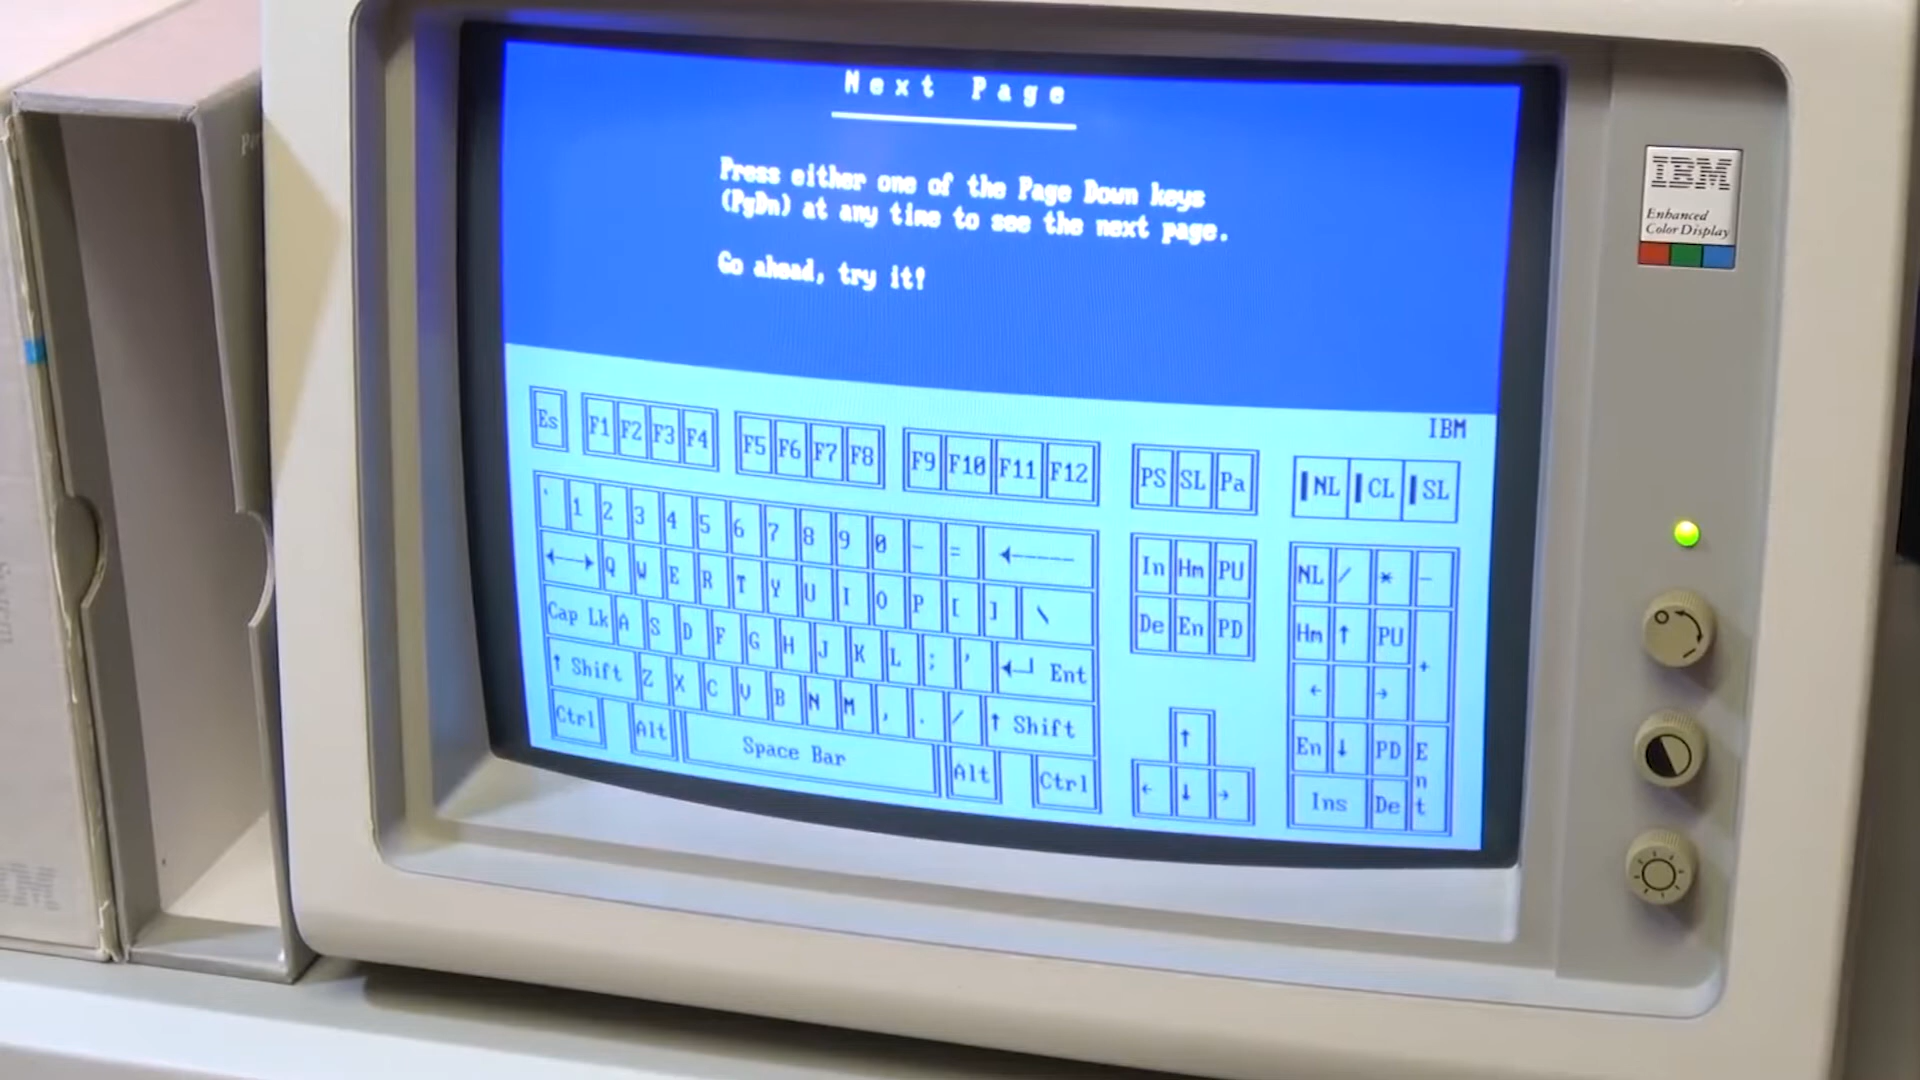 Next Page
Press either one of the Page Down keys
(PgDn) at any time to see the next page.
Go ahead, try it!
IBM
Es F1 F2 F3 F4 F5 F6 F7 F8 F9 F10 F11 F12 PS SL Pa NL CL SL
` 1 2 3 4 5 6 7 8 9 0 - = In Hm PU NL / * -
Q W E R T Y U I O P [ ] \ De En PD Hm ↑ PU
Cap Lk A S D F G H J K L ; ' ↵ Ent ← → +
↑ Shift Z X C V B N M , . / ↑ Shift ↑ En ↓ PD Ent
Ctrl Alt Space Bar Alt Ctrl ← ↓ → Ins De
IBM
Enhanced
Color Display